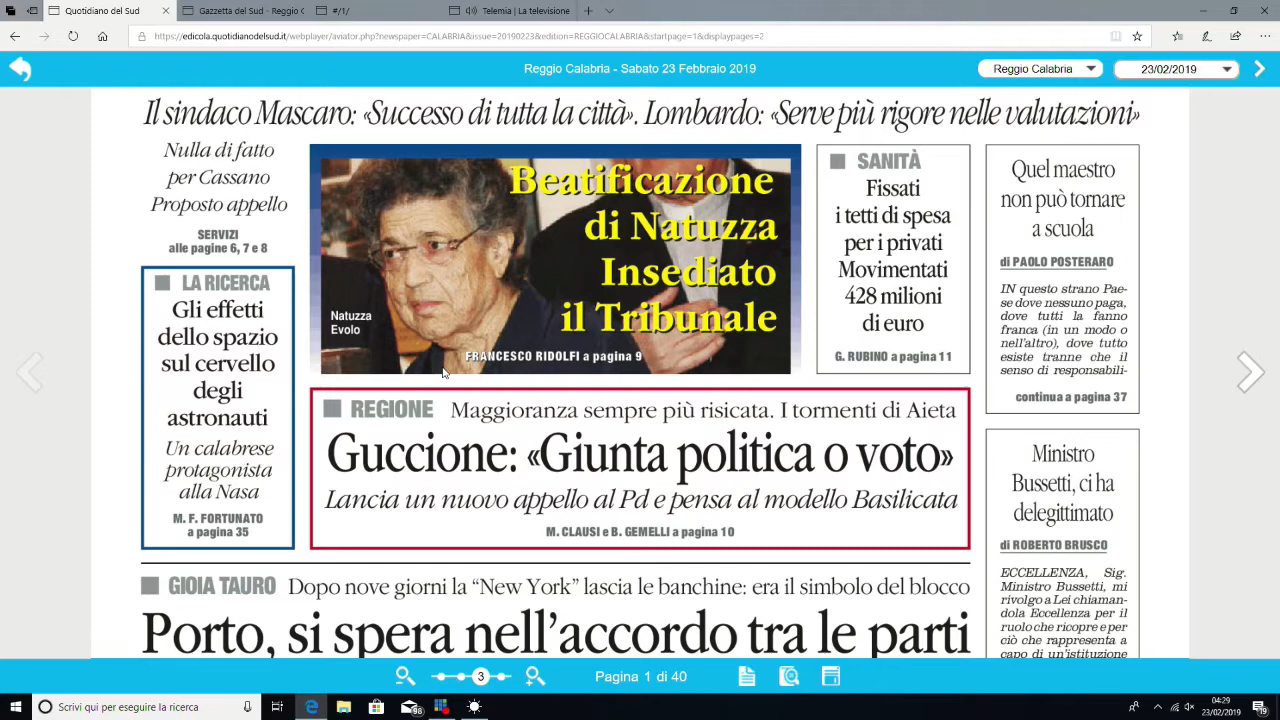 Quotidiano del Sud
Reggio C
#/1/
Quotidiano del S
(6) Telemia Instream
https://edicola.quotidianodelsud.it/webplayer/aviator.php?newspaper=CALABRIA&issue=20190223&edition=REGGIOCALABRIA&startpage=1&displaypages=2
Reggio Calabria - Sabato 23 Febbraio 2019
Reggio Calabria
23/02/2019
Il sindaco Mascaro: «Successo di tutta la città». Lombardo: «Serve più rigore nelle valutazioni»
Nulla di fatto
per Cassano
Proposto appello
SERVIZI
alle pagine 6, 7 e 8
LA RICERCA
Gli effetti
dello spazio
sul cervello
degli
astronauti
Un calabrese
protagonista
alla Nasa
M. F. FORTUNATO
a pagina 35
Beatificazione
di Natuzza
Insediato
il Tribunale
Natuzza
Evolo
FRANCESCO RIDOLFI a pagina 9
SANITÀ
Fissati
i tetti di spesa
per i privati
Movimentati
428 milioni
di euro
G. RUBINO a pagina 11
REGIONE Maggioranza sempre più risicata. I tormenti di Aieta
Guccione: «Giunta politica o voto»
Lancia un nuovo appello al Pd e pensa al modello Basilicata
M. CLAUSI e B. GEMELLI a pagina 10
GIOIA TAURO Dopo nove giorni la “New York” lascia le banchine: era il simbolo del blocco
Porto, si spera nell’accordo tra le parti
Quel maestro
non può tornare
a scuola
di PAOLO POSTERARO
IN questo strano Pae-
se dove nessuno paga,
dove tutti la fanno
franca (in un modo o
nell’altro), dove tutto
esiste tranne che il
senso di responsabili-
continua a pagina 37
Ministro
Bussetti, ci ha
delegittimato
di ROBERTO BRUSCO
ECCELLENZA, Sig.
Ministro Bussetti, mi
rivolgo a Lei chiaman-
dola Eccellenza per il
ruolo che ricopre e per
ciò che rappresenta a
capo di un’istituzione
3
Pagina 1 di 40
Scrivi qui per eseguire la ricerca
98
04:29
23/02/2019
19